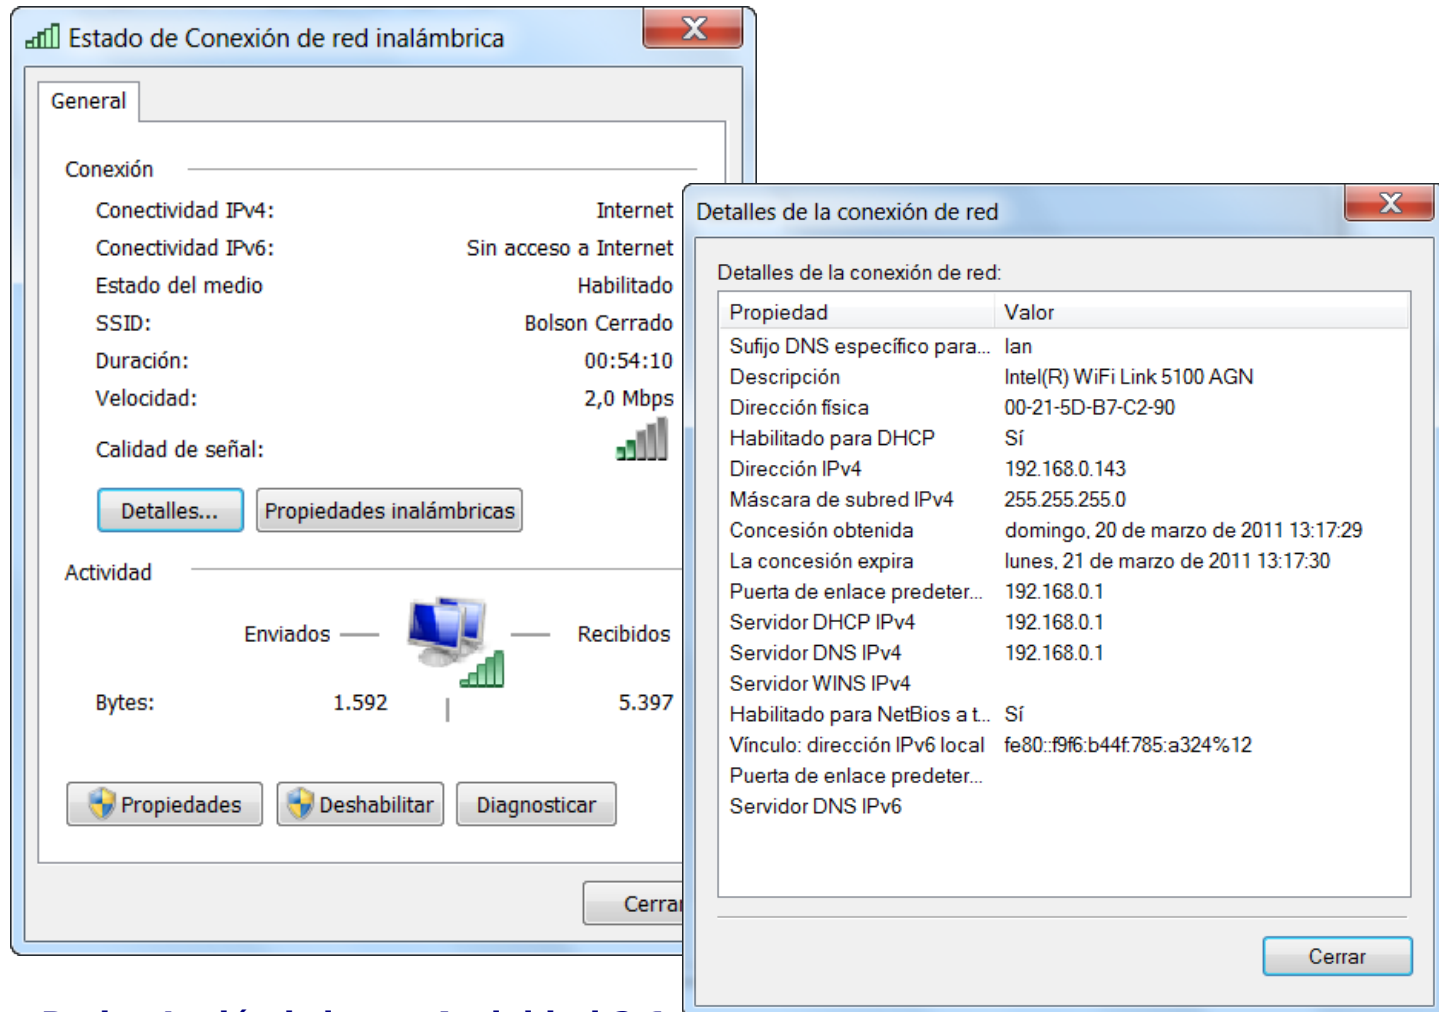 Estado de Conexión de red inalámbrica
General
Conexión
Conectividad IPv4: Internet
Conectividad IPv6: Sin acceso a Internet
Estado del medio Habilitado
SSID: Bolson Cerrado
Duración: 00:54:10
Velocidad: 2,0 Mbps
Calidad de señal:
Detalles... Propiedades inalámbricas
Actividad
Enviados Recibidos
Bytes: 1.592 5.397
Propiedades Deshabilitar Diagnosticar
Detalles de la conexión de red
Detalles de la conexión de red:
Propiedad Valor
Sufijo DNS específico para... lan
Descripción Intel(R) WiFi Link 5100 AGN
Dirección física 00-21-5D-B7-C2-90
Habilitado para DHCP Sí
Dirección IPv4 192.168.0.143
Máscara de subred IPv4 255.255.255.0
Concesión obtenida domingo, 20 de marzo de 2011 13:17:29
La concesión expira lunes, 21 de marzo de 2011 13:17:30
Puerta de enlace predeter... 192.168.0.1
Servidor DHCP IPv4 192.168.0.1
Servidor DNS IPv4 192.168.0.1
Servidor WINS IPv4
Habilitado para NetBios a t... Sí
Vínculo: dirección IPv6 local fe80::f9f6:b44f:785:a324%12
Puerta de enlace predeter...
Servidor DNS IPv6
Cerrar